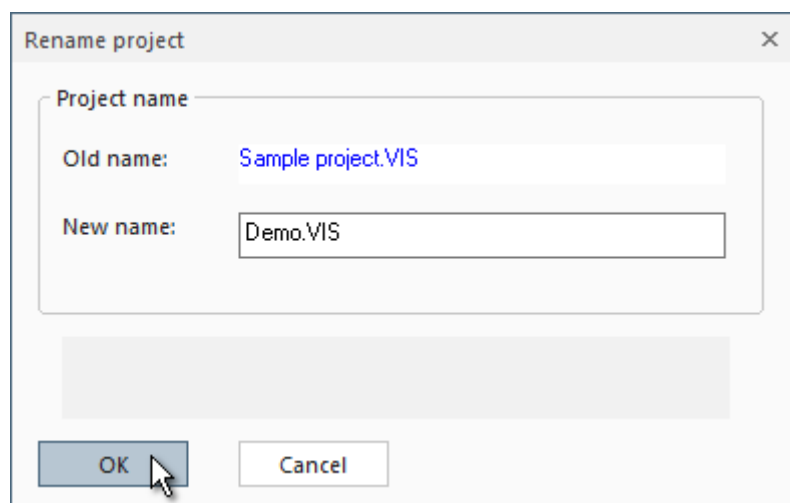 Rename project
Project name
Old name: Sample project.VIS
New name: Demo.VIS
OK Cancel